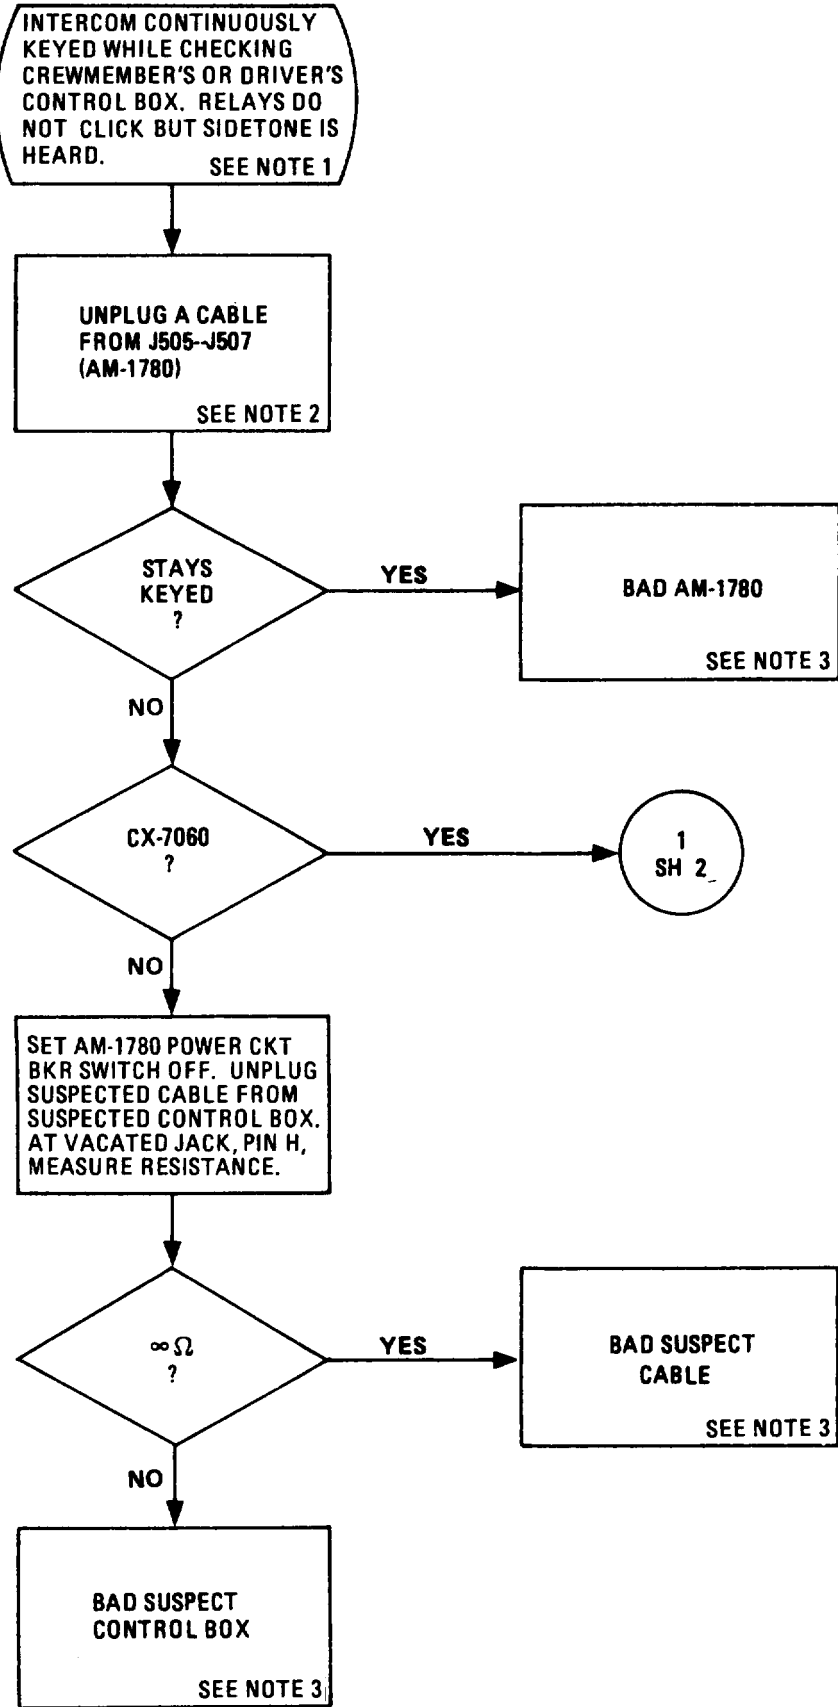 INTERCOM CONTINUOUSLY
KEYED WHILE CHECKING
CREWMEMBER'S OR DRIVER'S
CONTROL BOX. RELAYS DO
NOT CLICK BUT SIDETONE IS
HEARD.
SEE NOTE 1
UNPLUG A CABLE
FROM J505--J507
(AM-1780)
SEE NOTE 2
STAYS
KEYED
?
YES
BAD AM-1780
SEE NOTE 3
NO
CX-7060
?
YES
1
SH 2
NO
SET AM-1780 POWER CKT
BKR SWITCH OFF. UNPLUG
SUSPECTED CABLE FROM
SUSPECTED CONTROL BOX.
AT VACATED JACK, PIN H,
MEASURE RESISTANCE.
∞ Ω
?
YES
BAD SUSPECT
CABLE
SEE NOTE 3
NO
BAD SUSPECT
CONTROL BOX
SEE NOTE 3